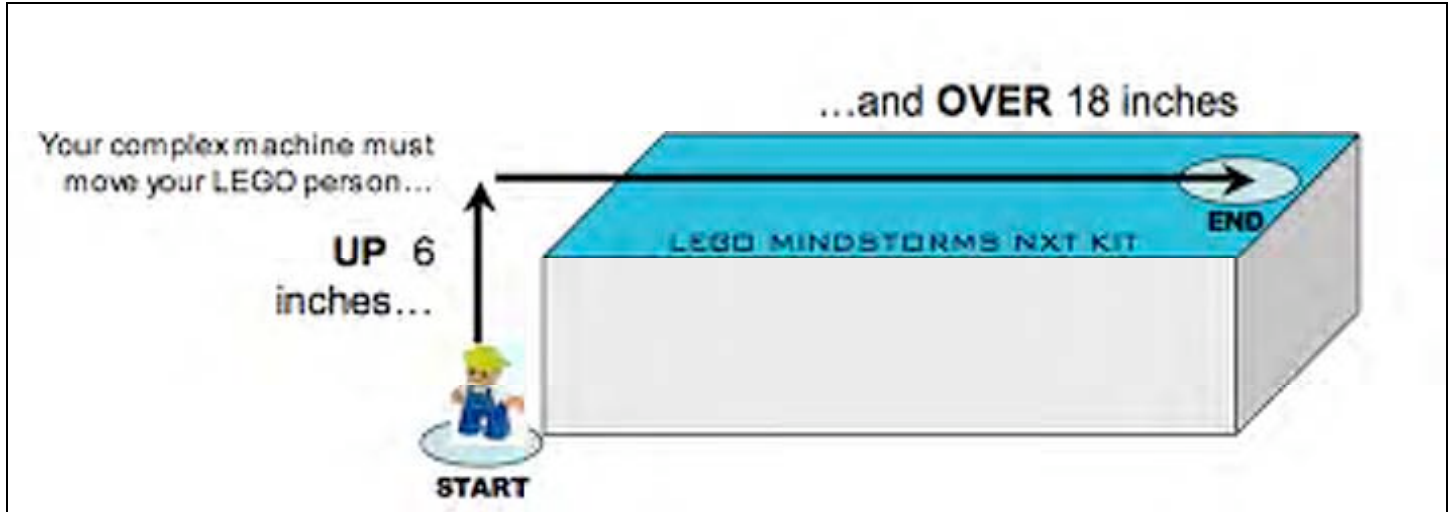 ...and OVER 18 inches
Your complex machine must
move your LEGO person...
UP 6
inches...
LEGO MINDSTORMS NXT KIT
END
START